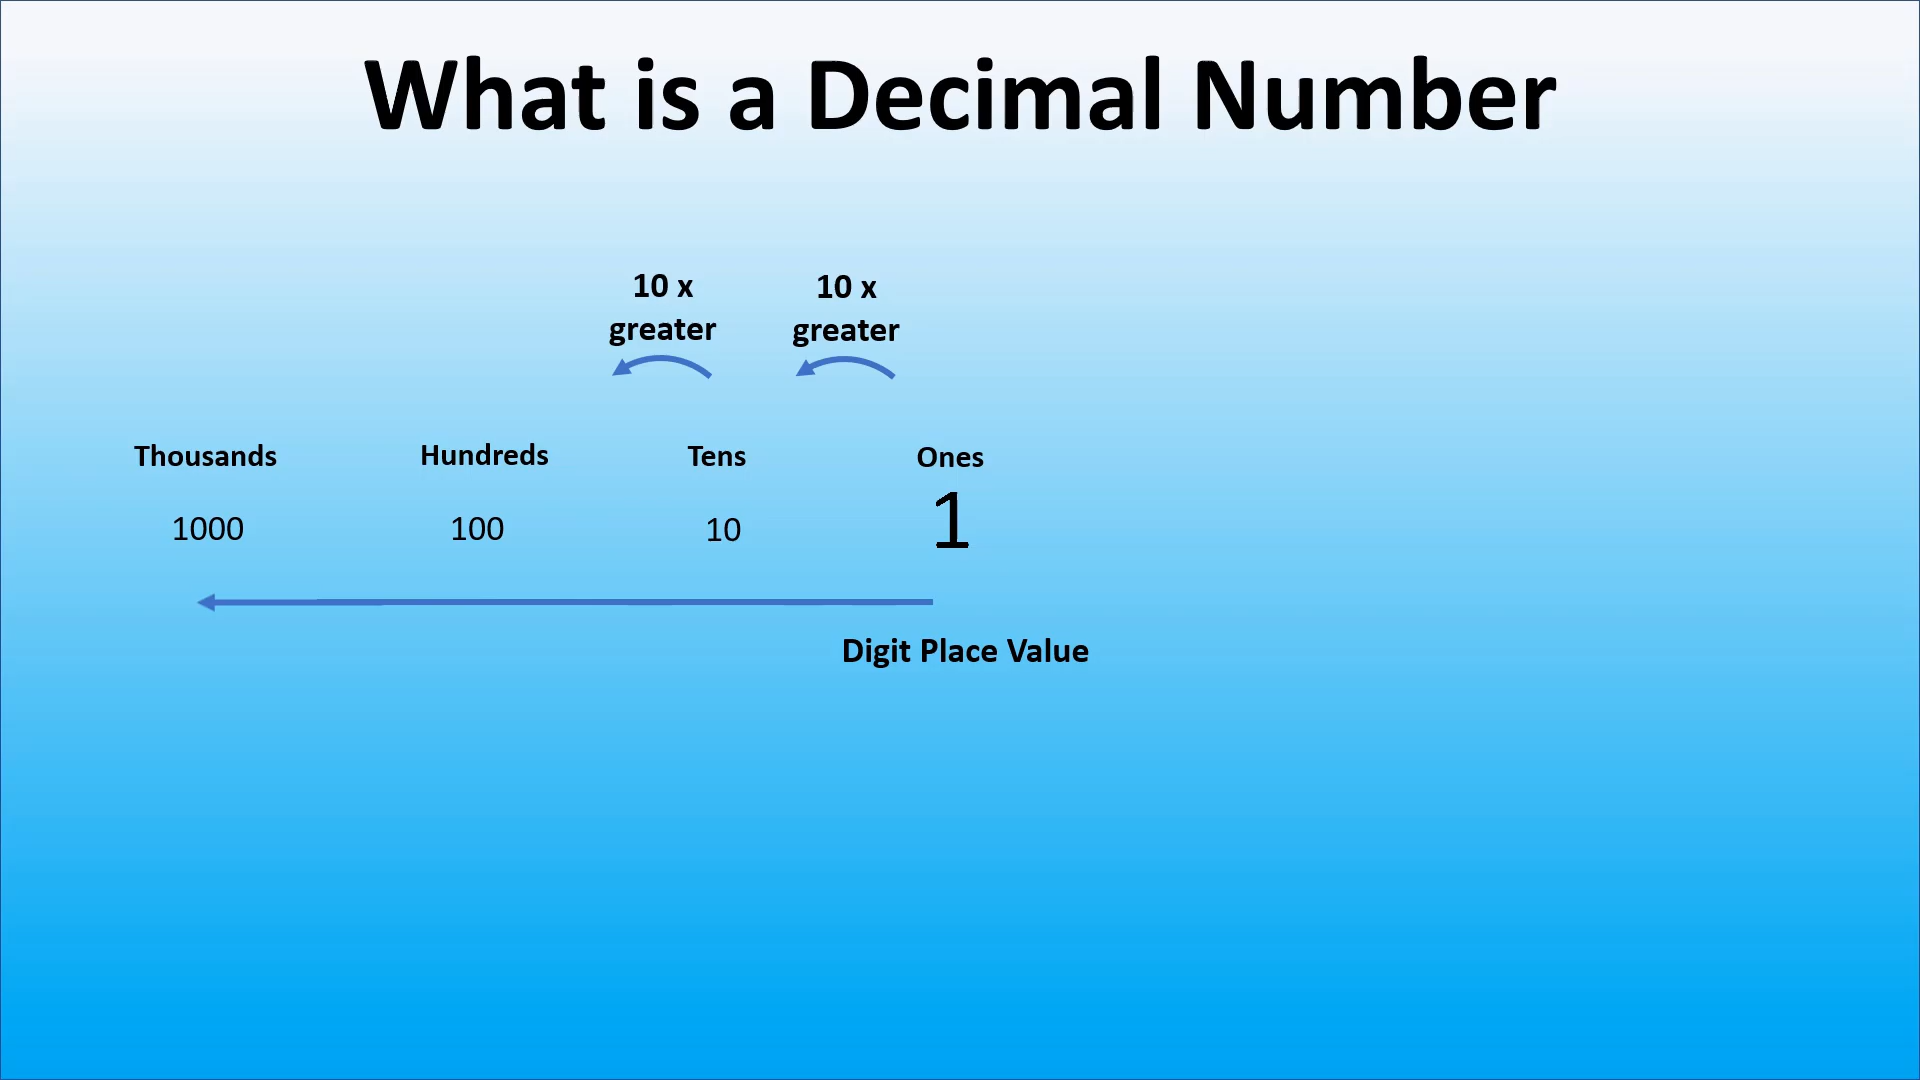 What is a Decimal Number
10 x
greater
10 x
greater
Thousands
Hundreds
Tens
Ones
1000
100
10
1
Digit Place Value